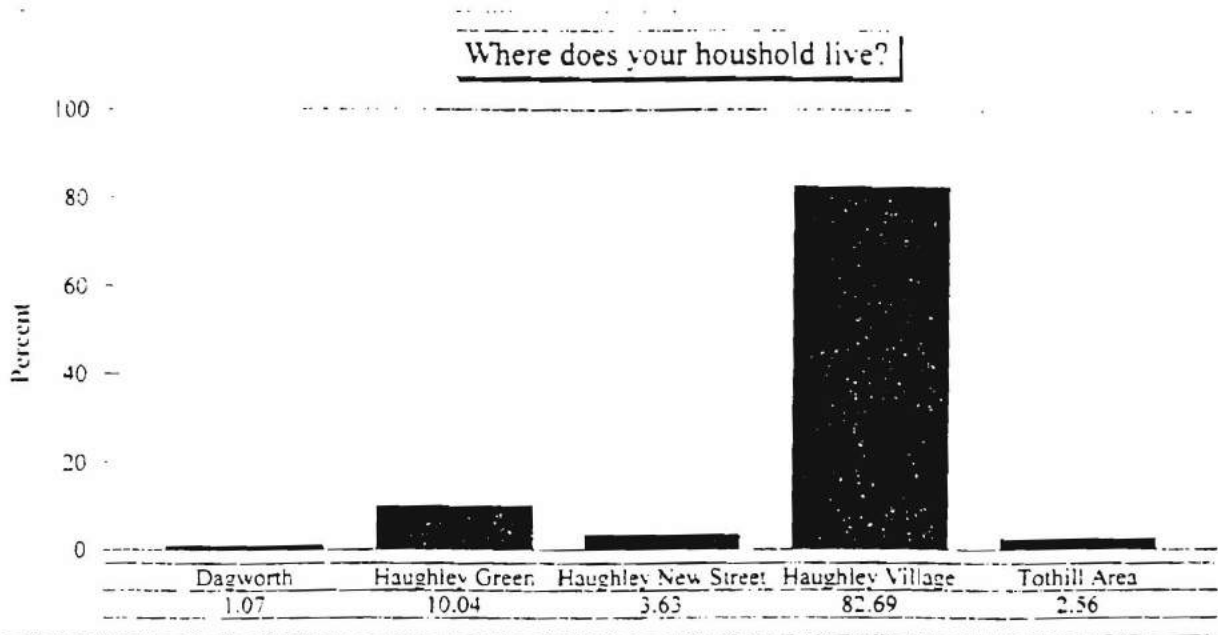 Where does your houshold live?
100
80
60
40
20
0
Percent
Dagworth Haughley Green Haughley New Street Haughley Village Tothill Area
1.07 10.04 3.63 82.69 2.56